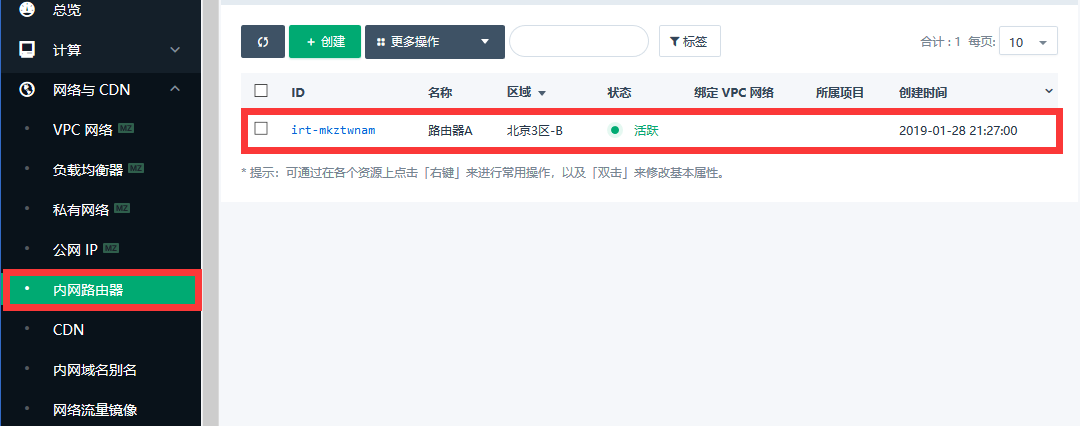 总览
计算
网络与 CDN
VPC 网络 MZ
负载均衡器 MZ
私有网络 MZ
公网 IP MZ
内网路由器
CDN
内网域名别名
网络流量镜像
+ 创建 更多操作 标签 合计 : 1 每页: 10
ID 名称 区域 状态 绑定 VPC 网络 所属项目 创建时间
irt-mkztwnam 路由器A 北京3区-B 活跃 2019-01-28 21:27:00
* 提示：可通过在各个资源上点击「右键」来进行常用操作，以及「双击」来修改基本属性。